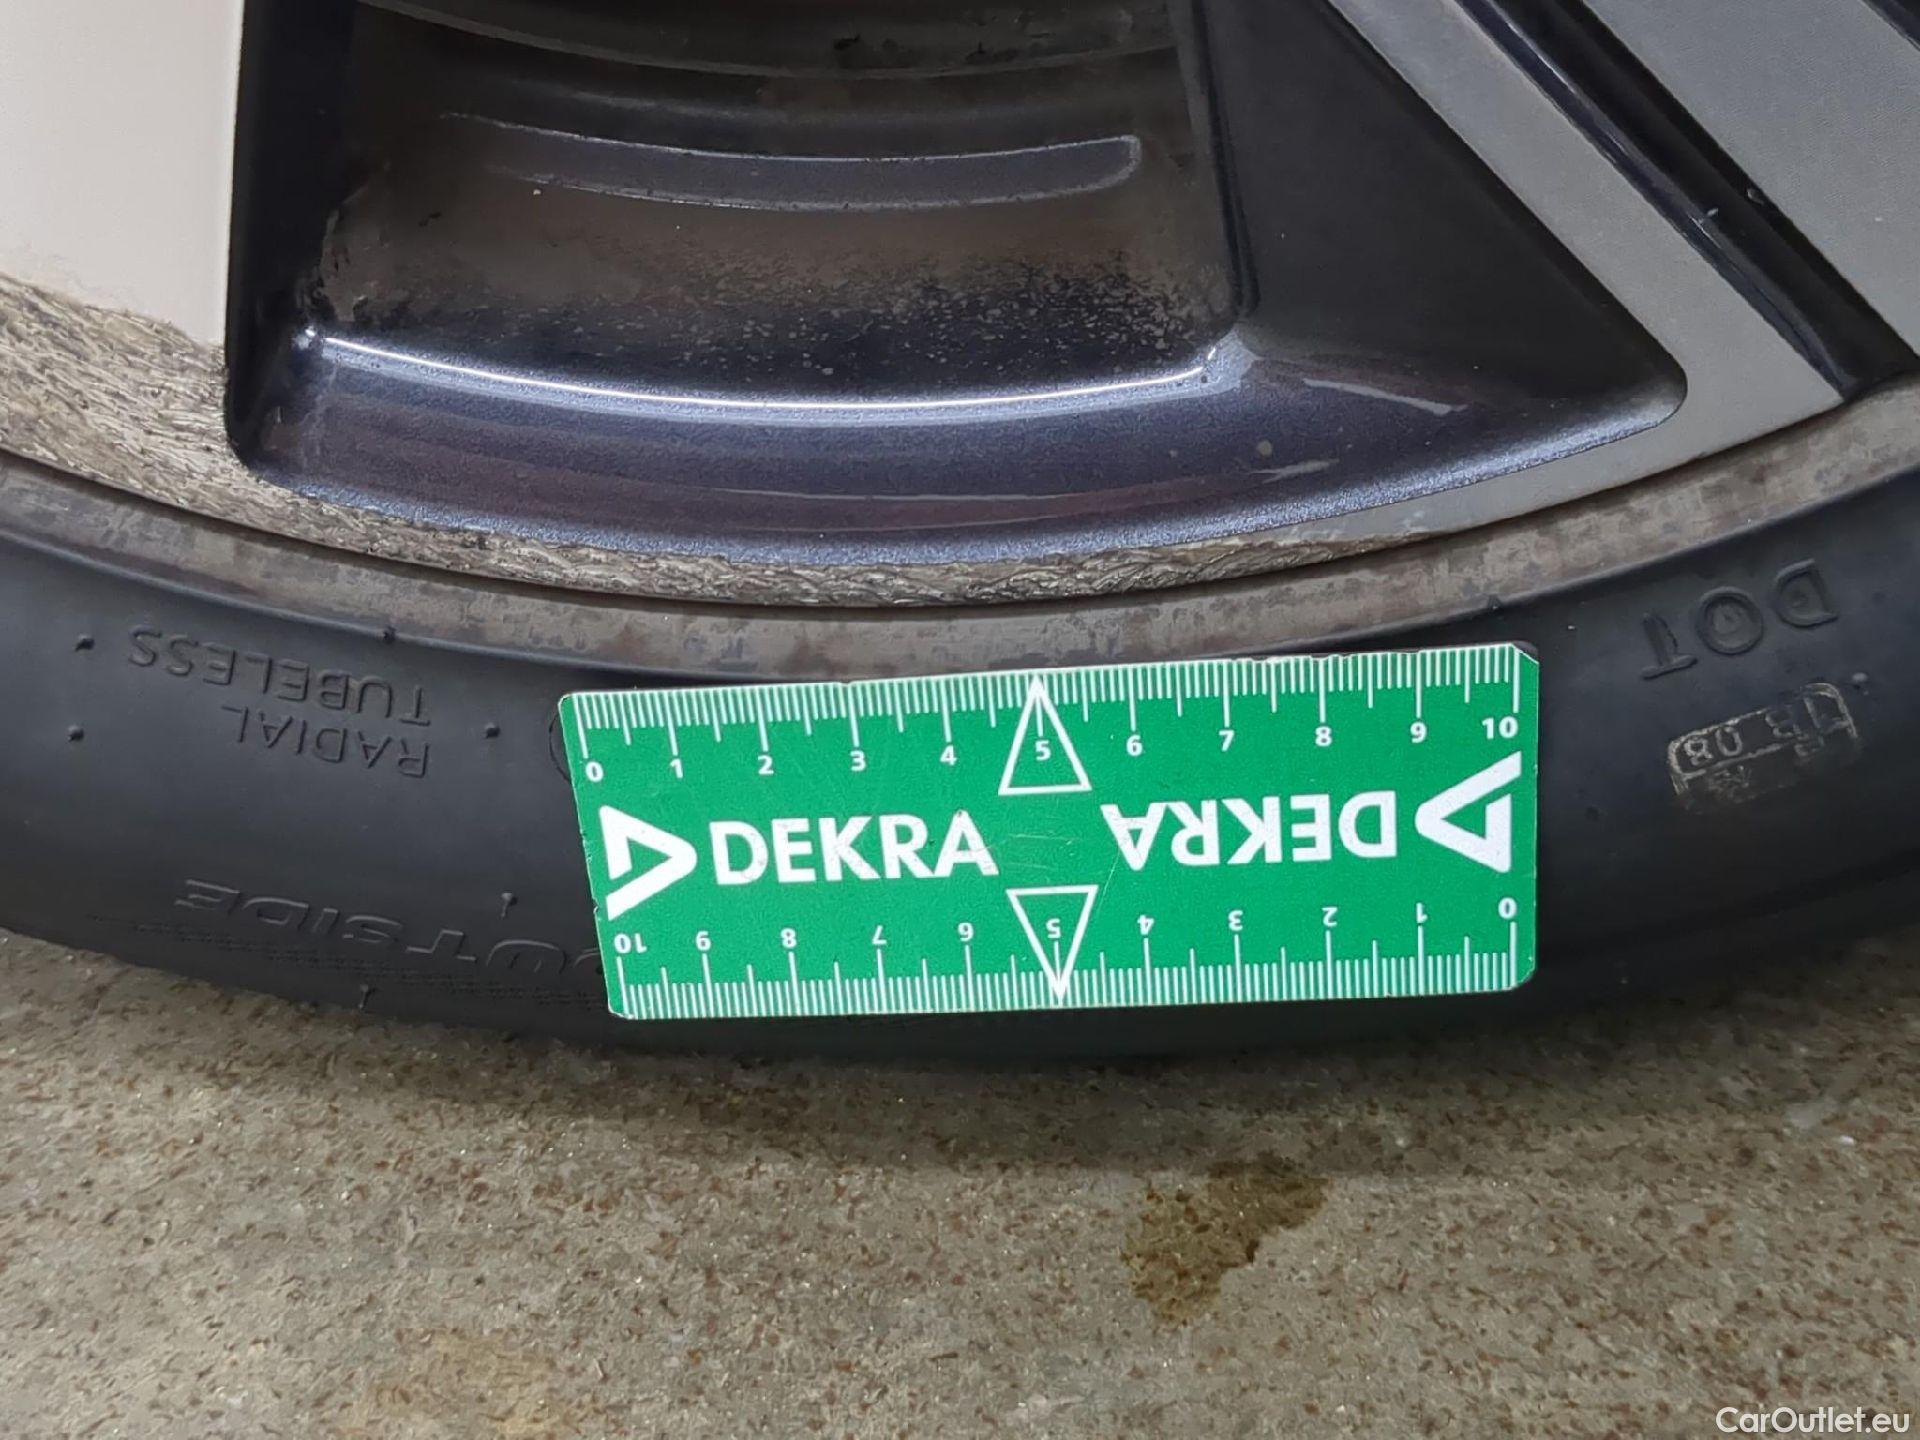 RADIAL
TUBELESS
OUTSIDE
DOT
0 1 2 3 4 5 6 7 8 9 10
DEKRA
DEKRA
10 9 8 7 6 5 4 3 2 1 0
CarOutlet.eu